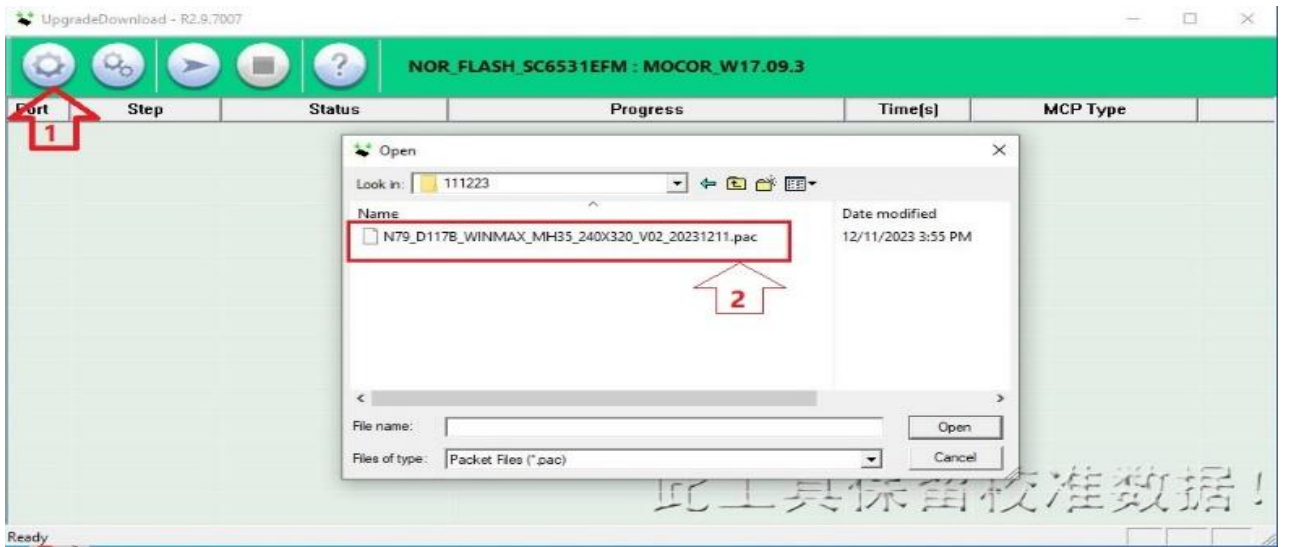 UpgradeDownload - R2.9.7007
NOR_FLASH_SC6531EFM : MOCOR_W17.09.3
Port Step Status Progress Time(s) MCP Type
1
Open
Look in: 111223
Name Date modified
N79_D117B_WINMAX_MH35_240X320_V02_20231211.pac 12/11/2023 3:55 PM
2
File name: Open
Files of type: Packet Files (*.pac) Cancel
此工具保留校准数据!
Ready